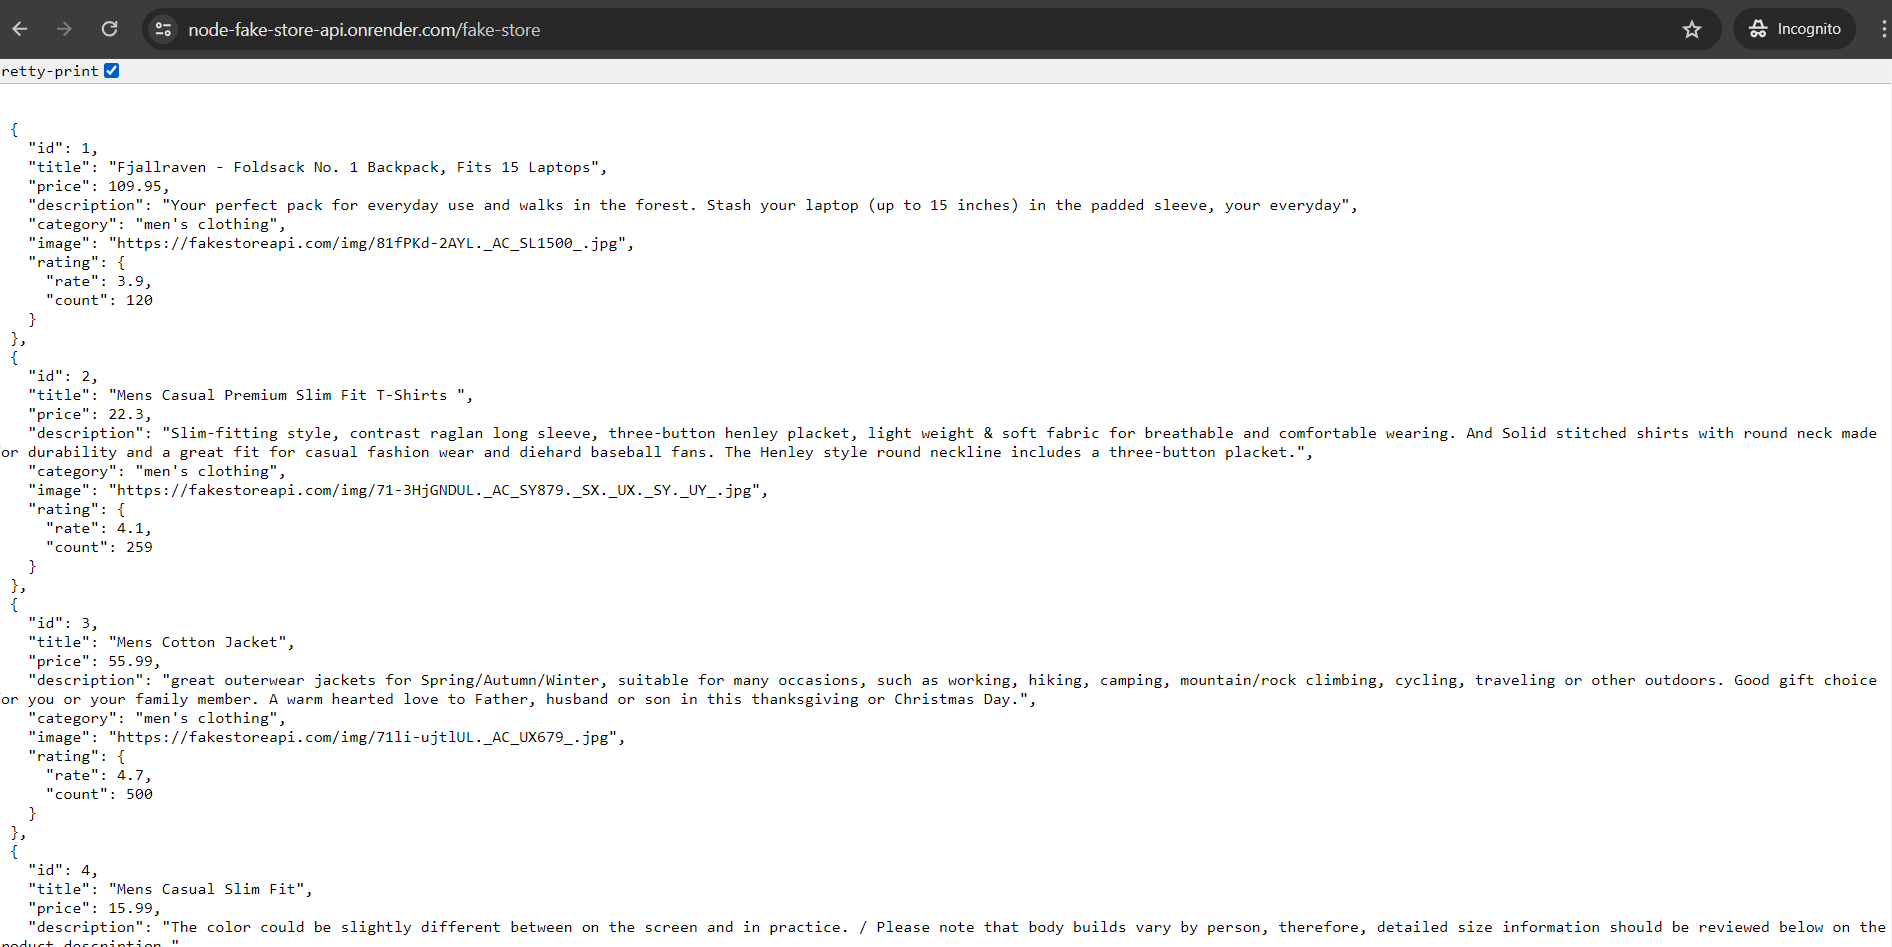 node-fake-store-api.onrender.com/fake-store
Incognito
retty-print
{
"id": 1,
"title": "Fjallraven - Foldsack No. 1 Backpack, Fits 15 Laptops",
"price": 109.95,
"description": "Your perfect pack for everyday use and walks in the forest. Stash your laptop (up to 15 inches) in the padded sleeve, your everyday",
"category": "men's clothing",
"image": "https://fakestoreapi.com/img/81fPKd-2AYL._AC_SL1500_.jpg",
"rating": {
"rate": 3.9,
"count": 120
}
},
{
"id": 2,
"title": "Mens Casual Premium Slim Fit T-Shirts ",
"price": 22.3,
"description": "Slim-fitting style, contrast raglan long sleeve, three-button henley placket, light weight & soft fabric for breathable and comfortable wearing. And Solid stitched shirts with round neck made
or durability and a great fit for casual fashion wear and diehard baseball fans. The Henley style round neckline includes a three-button placket.",
"category": "men's clothing",
"image": "https://fakestoreapi.com/img/71-3HjGNDUL._AC_SY879._SX._UX._SY._UY_.jpg",
"rating": {
"rate": 4.1,
"count": 259
}
},
{
"id": 3,
"title": "Mens Cotton Jacket",
"price": 55.99,
"description": "great outerwear jackets for Spring/Autumn/Winter, suitable for many occasions, such as working, hiking, camping, mountain/rock climbing, cycling, traveling or other outdoors. Good gift choice
or you or your family member. A warm hearted love to Father, husband or son in this thanksgiving or Christmas Day.",
"category": "men's clothing",
"image": "https://fakestoreapi.com/img/71li-ujtlUL._AC_UX679_.jpg",
"rating": {
"rate": 4.7,
"count": 500
}
},
{
"id": 4,
"title": "Mens Casual Slim Fit",
"price": 15.99,
"description": "The color could be slightly different between on the screen and in practice. / Please note that body builds vary by person, therefore, detailed size information should be reviewed below on the
roduct description."